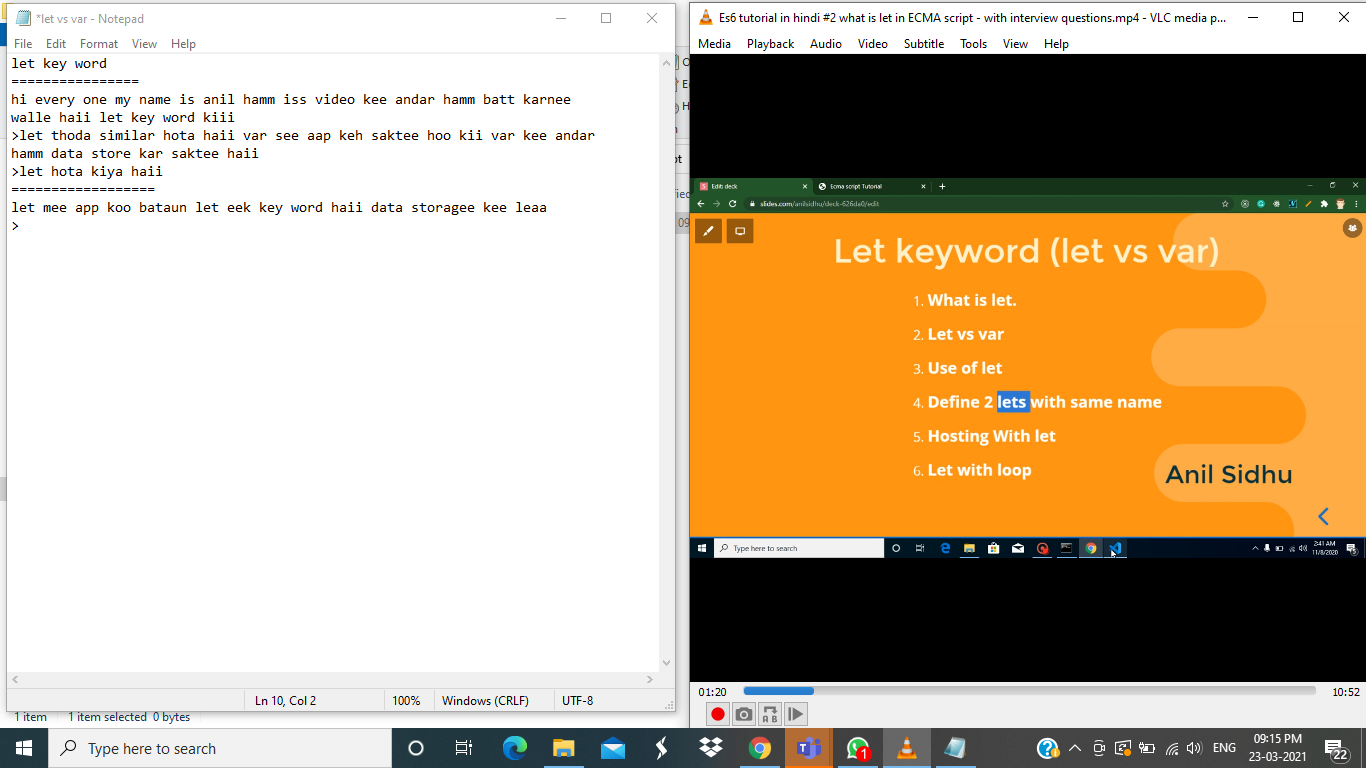 *let vs var - Notepad
File Edit Format View Help
let key word
================
hi every one my name is anil hamm iss video kee andar hamm batt karnee
walle haii let key word kiii
>let thoda similar hota haii var see aap keh saktee hoo kii var kee andar
hamm data store kar saktee haii
>let hota kiya haii
==================
let mee app koo bataun let eek key word haii data storagee kee leaa
>
Ln 10, Col 2 100% Windows (CRLF) UTF-8
1 item 1 item selected 0 bytes
Es6 tutorial in hindi #2 what is let in ECMA script - with interview questions.mp4 - VLC media p...
Media Playback Audio Video Subtitle Tools View Help
Edit: deck Ecma script Tutorial
slides.com/anilsidhu/deck-626da0/edit
Let keyword (let vs var)
1. What is let.
2. Let vs var
3. Use of let
4. Define 2 lets with same name
5. Hosting With let
6. Let with loop
Anil Sidhu
Type here to search
2:41 AM
11/8/2020
01:20 10:52
A B
Type here to search
1
ENG
09:15 PM
23-03-2021
22